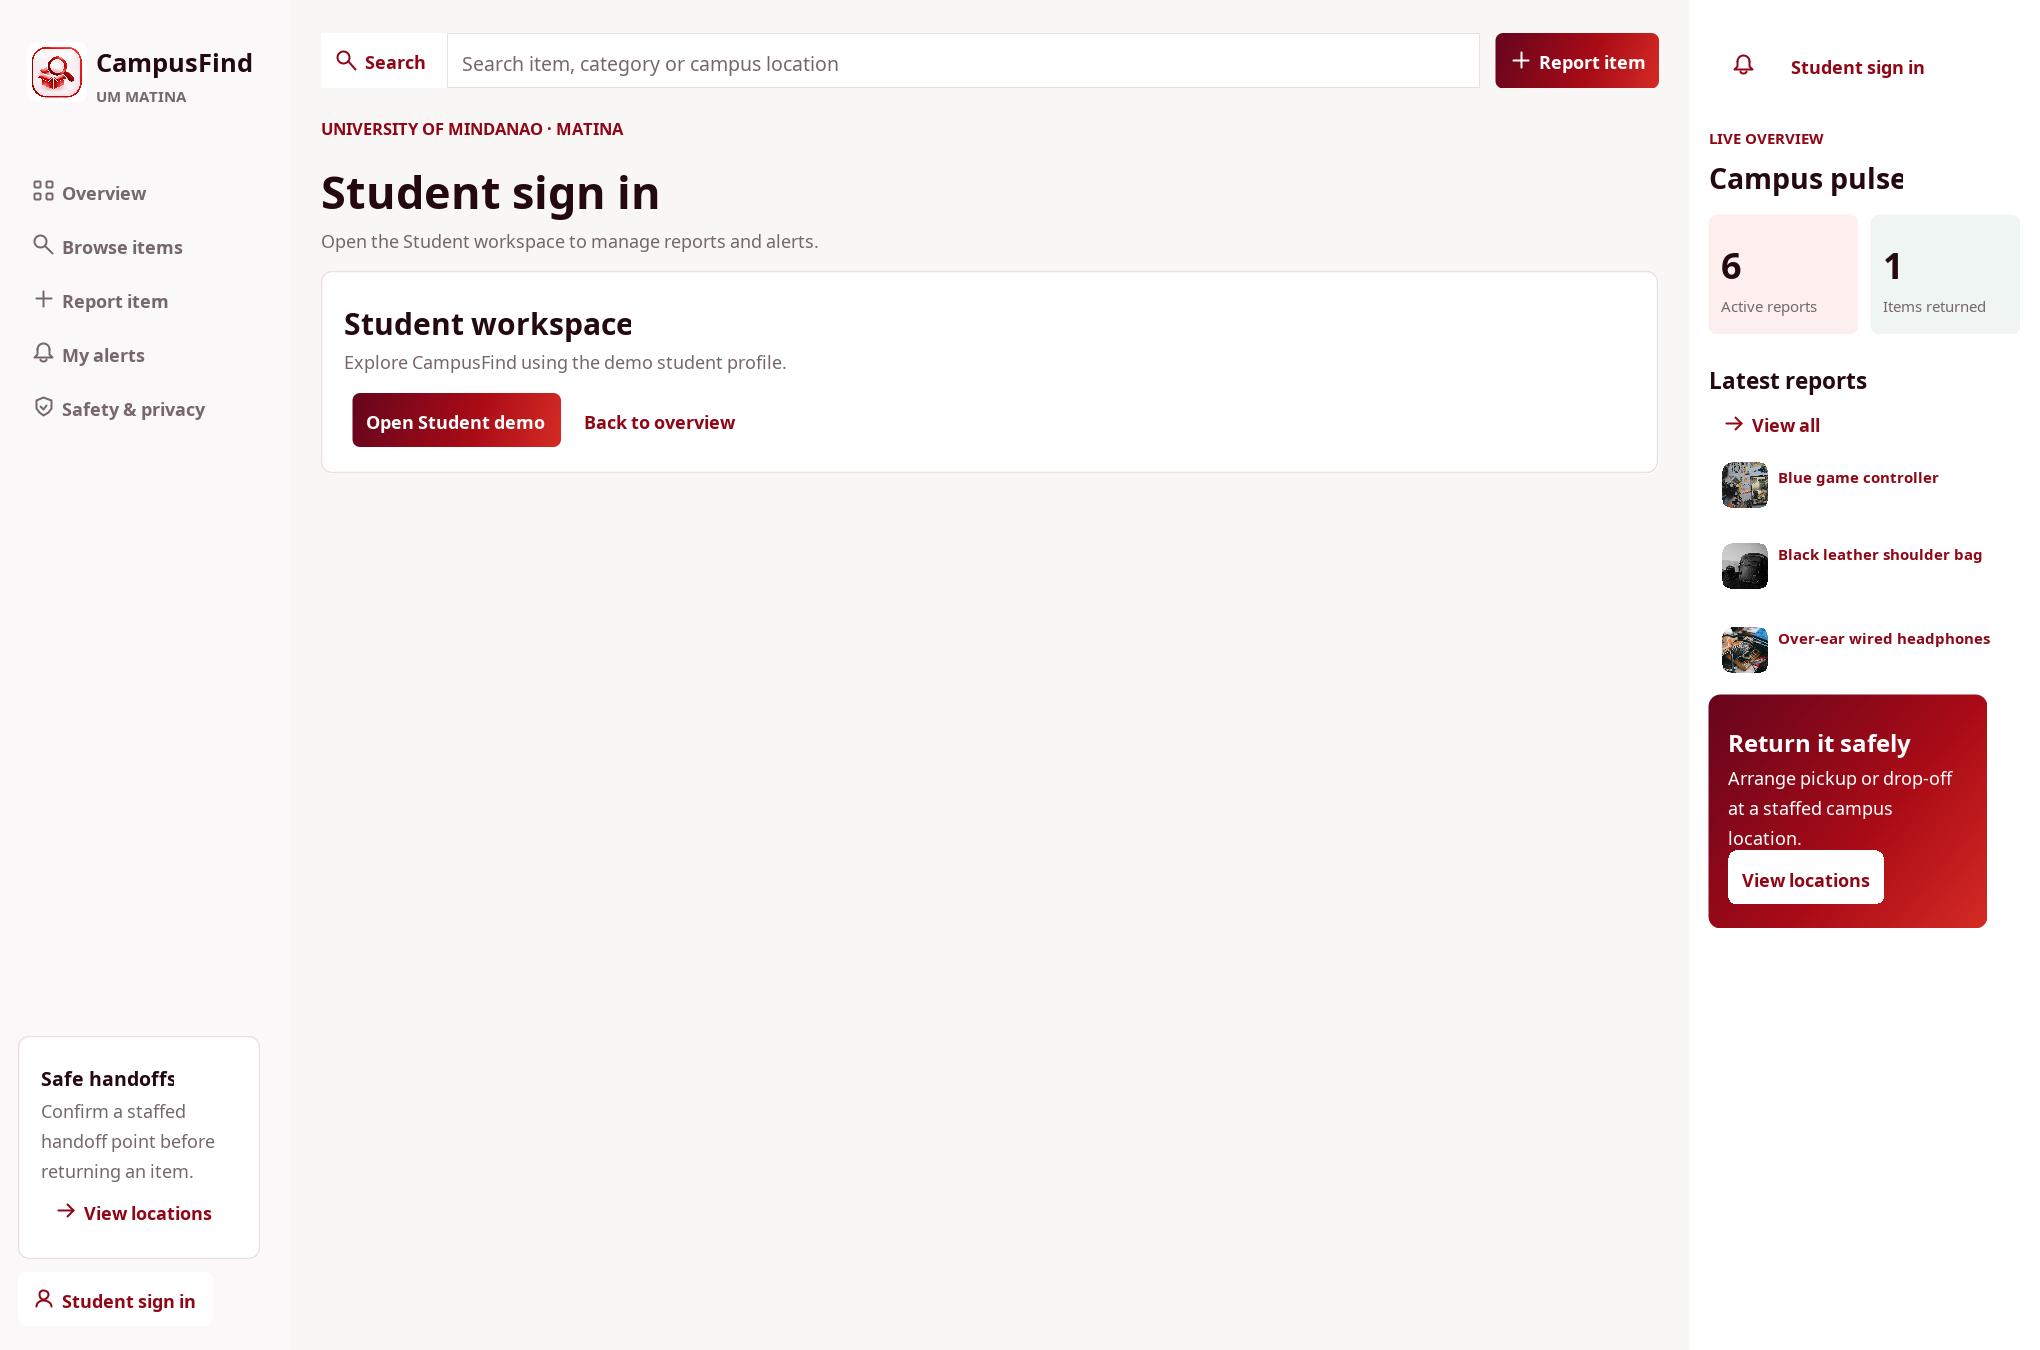 CampusFind
UM MATINA
Overview
Browse items
Report item
My alerts
Safety & privacy
Safe handoffs
Confirm a staffed
handoff point before
returning an item.
View locations
Student sign in
Search
Search item, category or campus location
Report item
UNIVERSITY OF MINDANAO · MATINA
Student sign in
Open the Student workspace to manage reports and alerts.
Student workspace
Explore CampusFind using the demo student profile.
Open Student demo
Back to overview
Student sign in
LIVE OVERVIEW
Campus pulse
6
Active reports
1
Items returned
Latest reports
View all
Blue game controller
Black leather shoulder bag
Over-ear wired headphones
Return it safely
Arrange pickup or drop-off
at a staffed campus
location.
View locations